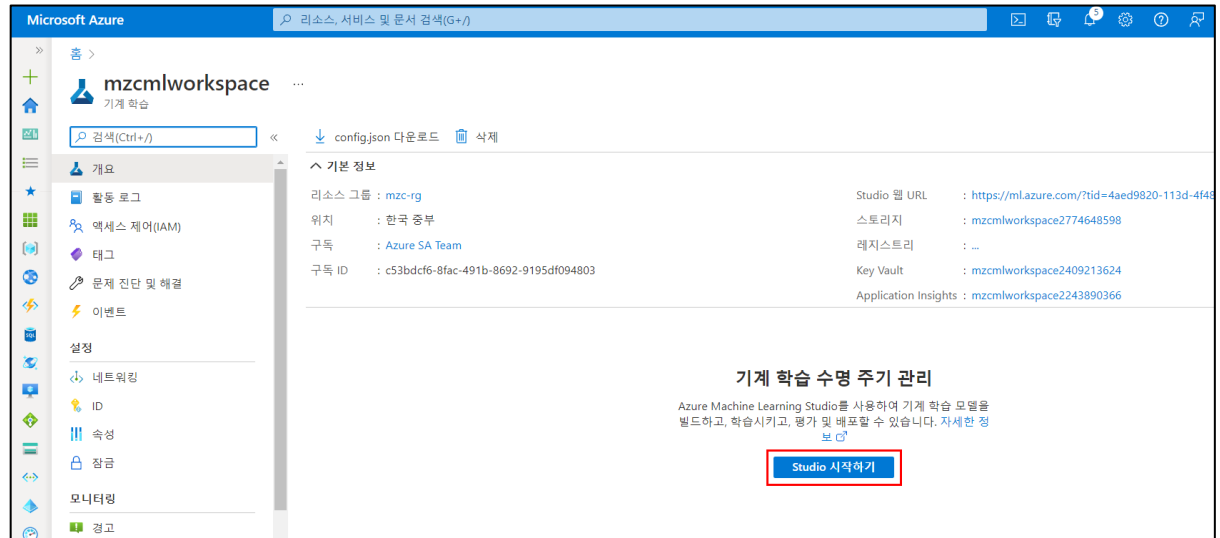 Microsoft Azure
리소스, 서비스 및 문서 검색(G+/)
5
홈 >
mzcmlworkspace ...
기계 학습
검색(Ctrl+/)
config.json 다운로드
삭제
개요
활동 로그
액세스 제어(IAM)
태그
문제 진단 및 해결
이벤트
설정
네트워킹
ID
속성
잠금
모니터링
경고
기본 정보
리소스 그룹 : mzc-rg
위치 : 한국 중부
구독 : Azure SA Team
구독 ID : c53bdcf6-8fac-491b-8692-9195df094803
Studio 웹 URL : https://ml.azure.com/?tid=4aed9820-113d-4f48
스토리지 : mzcmlworkspace2774648598
레지스트리 : ...
Key Vault : mzcmlworkspace2409213624
Application Insights : mzcmlworkspace2243890366
기계 학습 수명 주기 관리
Azure Machine Learning Studio를 사용하여 기계 학습 모델을
빌드하고, 학습시키고, 평가 및 배포할 수 있습니다. 자세한 정
보
Studio 시작하기